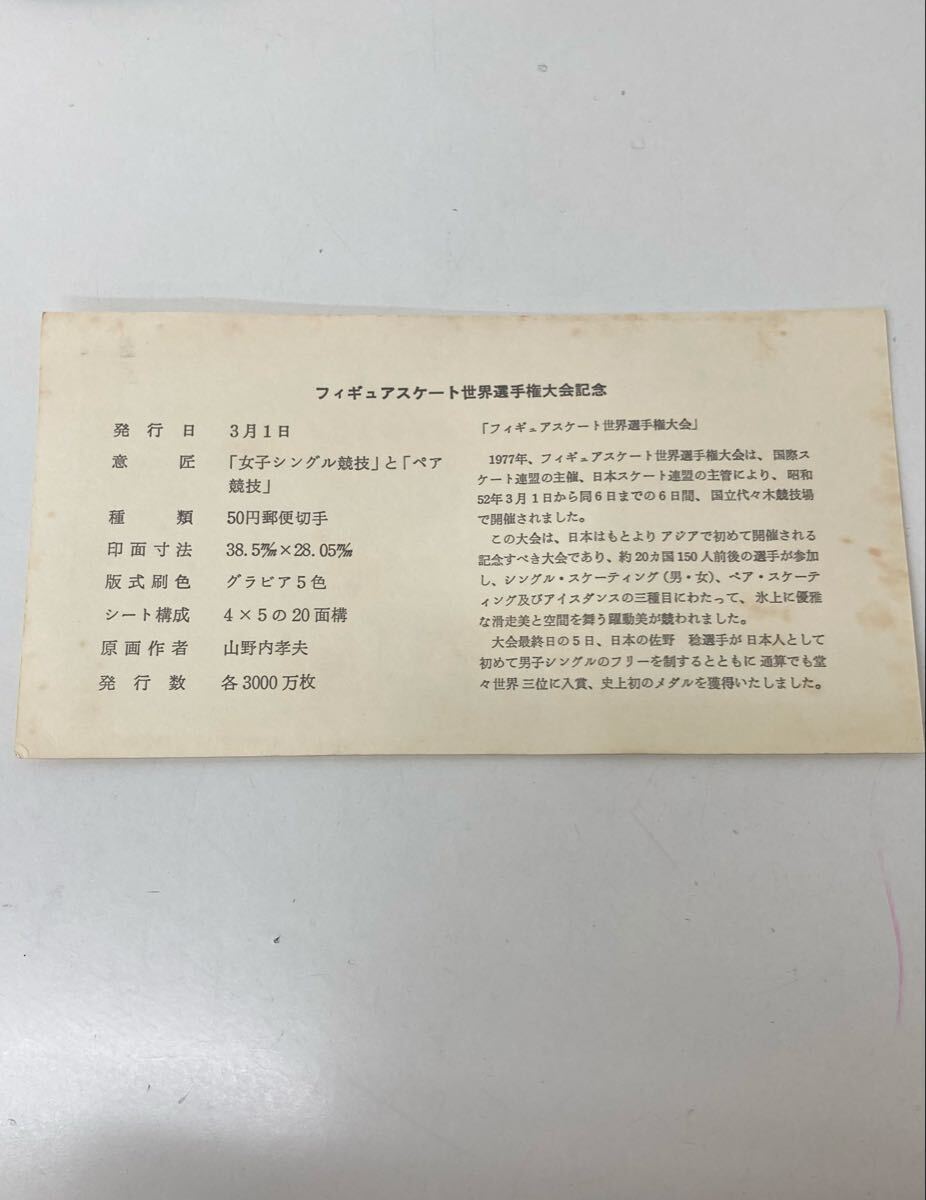 フィギュアスケート世界選手権大会記念
発行日 3月1日
意匠 「女子シングル競技」と「ペア
競技」
種類 50円郵便切手
印面寸法 38.5㎜×28.05㎜
版式刷色 グラビア5色
シート構成 4×5の20面構
原画作者 山野内孝夫
発行数 各3000万枚
「フィギュアスケート世界選手権大会」
1977年、フィギュアスケート世界選手権大会は、国際ス
ケート連盟の主催、日本スケート連盟の主管により、昭和
52年3月1日から同6日までの6日間、国立代々木競技場
で開催されました。
この大会は、日本はもとより アジアで初めて開催される
記念すべき大会であり、約20カ国150人前後の選手が参加
し、シングル・スケーティング(男・女)、ペア・スケーテ
ィング及びアイスダンスの三種目にわたって、氷上に優雅
な滑走美と空間を舞う躍動美が競われました。
大会最終日の5日、日本の佐野 稔選手が日本人として
初めて男子シングルのフリーを制するとともに 通算でも堂
々世界 三位に入賞、史上初のメダルを獲得いたしました。